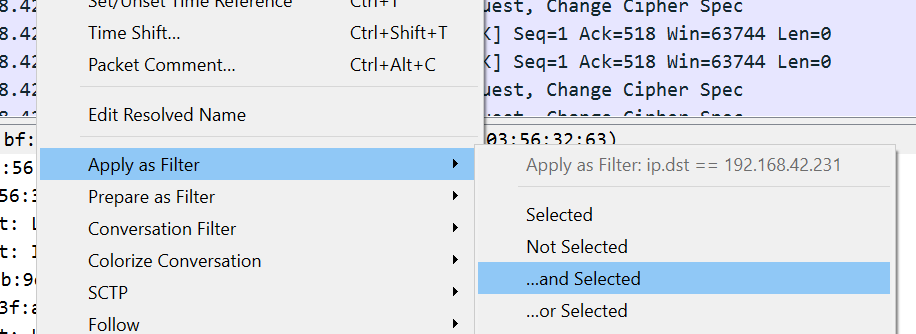 Set/Unset Time Reference Ctrl+T
8.42 uest, Change Cipher Spec
Time Shift... Ctrl+Shift+T
8.42 K] Seq=1 Ack=518 Win=63744 Len=0
Packet Comment... Ctrl+Alt+C
8.42 K] Seq=1 Ack=518 Win=63744 Len=0
8.42 uest, Change Cipher Spec
Edit Resolved Name
8.42 uest, Change Cipher Spec
bf: 03:56:32:63)
Apply as Filter
:56
Apply as Filter: ip.dst == 192.168.42.231
Prepare as Filter
56:3
Selected
Conversation Filter
t: L
Not Selected
Colorize Conversation
t: I
...and Selected
SCTP
b:9c
...or Selected
Follow
3f:a